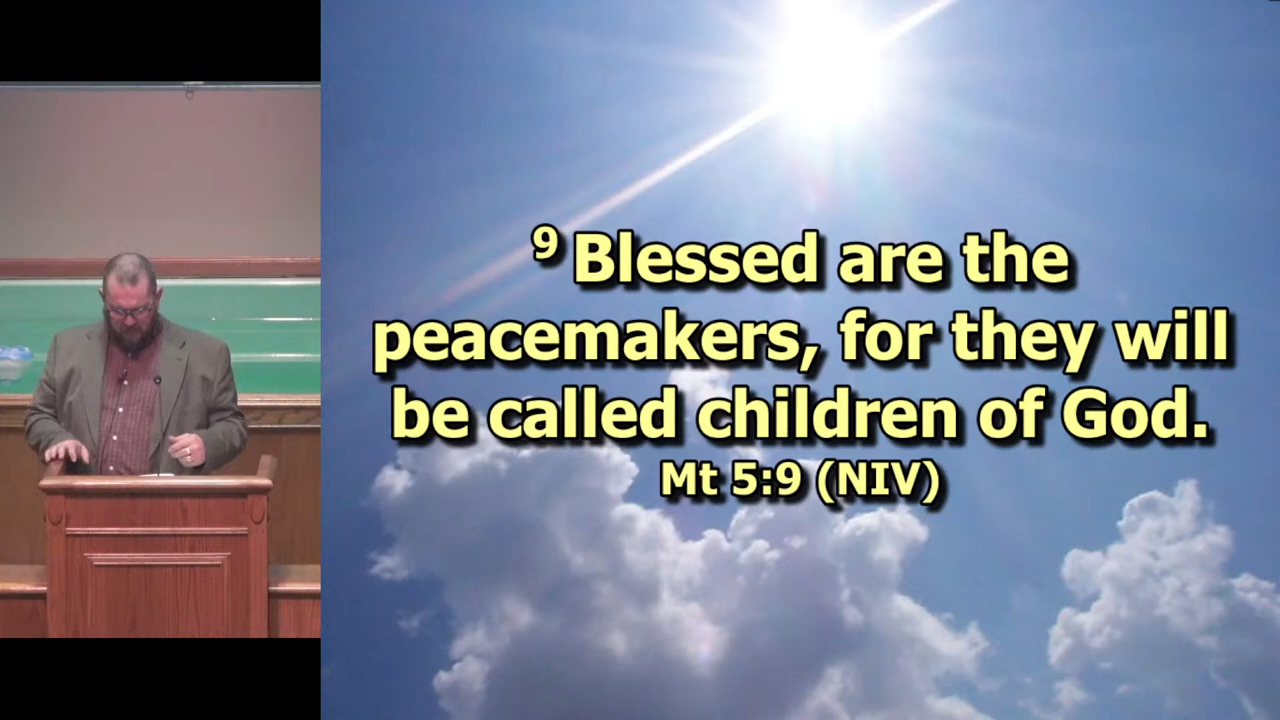 9 Blessed are the
peacemakers, for they will
be called children of God.
Mt 5:9 (NIV)